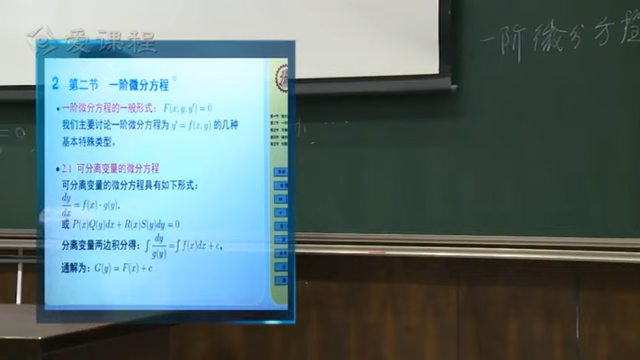 爱课程
一阶微分方程
2 第二节 一阶微分方程
•一阶微分方程的一般形式：F(x, y, y′) = 0
我们主要讨论一阶微分方程为 y′ = f(x, y) 的几种
基本特殊类型。
•2.1 可分离变量的微分方程
可分离变量的微分方程具有如下形式：
dy/dx = f(x) · g(y),
或 P(x)Q(y)dx + R(x)S(y)dy = 0
分离变量两边积分得：∫ dy/g(y) = ∫ f(x)dx + c,
通解为：G(y) = F(x) + c